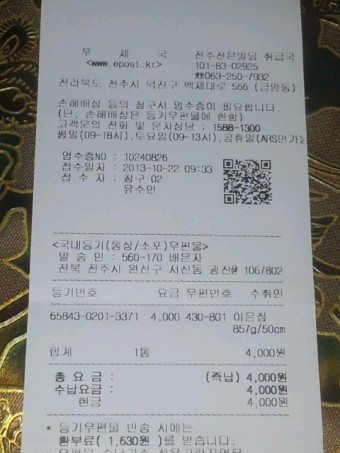 우 체 국 전주전은빌딩 취급국
<www.epost.kr> 101-83-02925
☎063-250-7932
전라북도 전주시 덕진구 백제대로 566 (금암동)
손해배상 등의 청구시 영수증이 필요합니다.
(단, 손해배상은 등기우편물에 한함)
고객문의 전화 및 문자상담 : 1588-1300
평일(09-18시),토요일(09-13시),공휴일(ARS만가능
영수증NO : 10240826
접수일자 : 2013-10-22 09:33
접 수 자 : 창구 02
유수인
<국내등기(통상/소포)우편물>
발 송 인 : 560-170 배은자
전북 전주시 완산구 서신동 광진@ 106/802
등기번호 요금 우편번호 수취인
65843-0201-3371 4,000 430-801 이은정
857g/50cm
합계 1통 4,000원
총 요 금 : (즉납) 4,000원
수납요금 : 4,000원
현금 4,000원
* 등기우편물 반송 시에는
환부료( 1,630원 )를 받습니다.